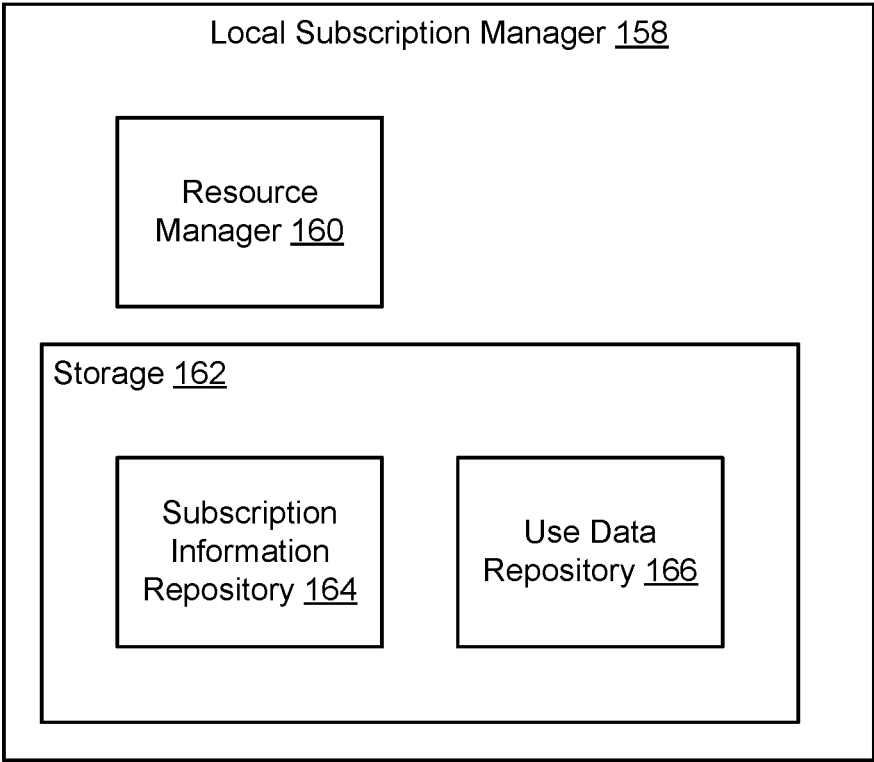 Local Subscription Manager 158
Resource
Manager 160
Storage 162
Subscription
Information
Repository 164
Use Data
Repository 166